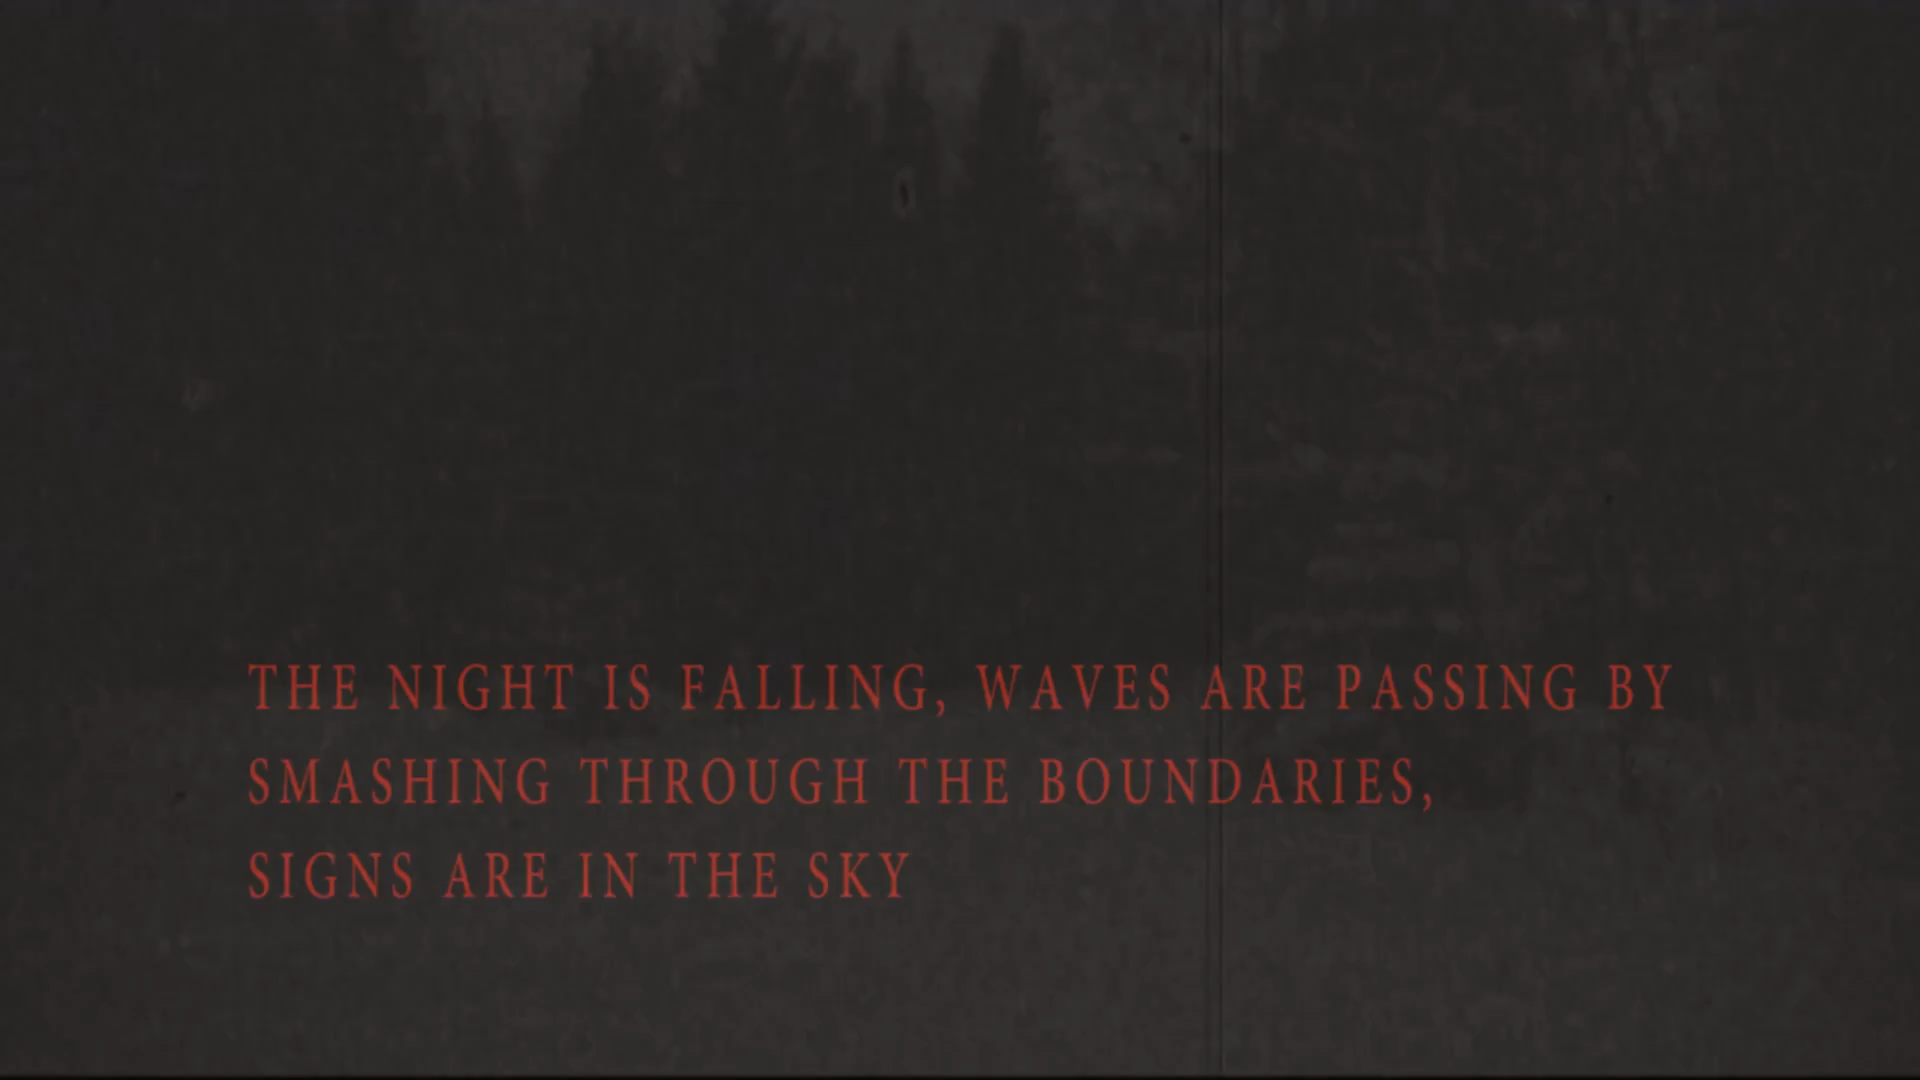 THE NIGHT IS FALLING, WAVES ARE PASSING BY
SMASHING THROUGH THE BOUNDARIES,
SIGNS ARE IN THE SKY